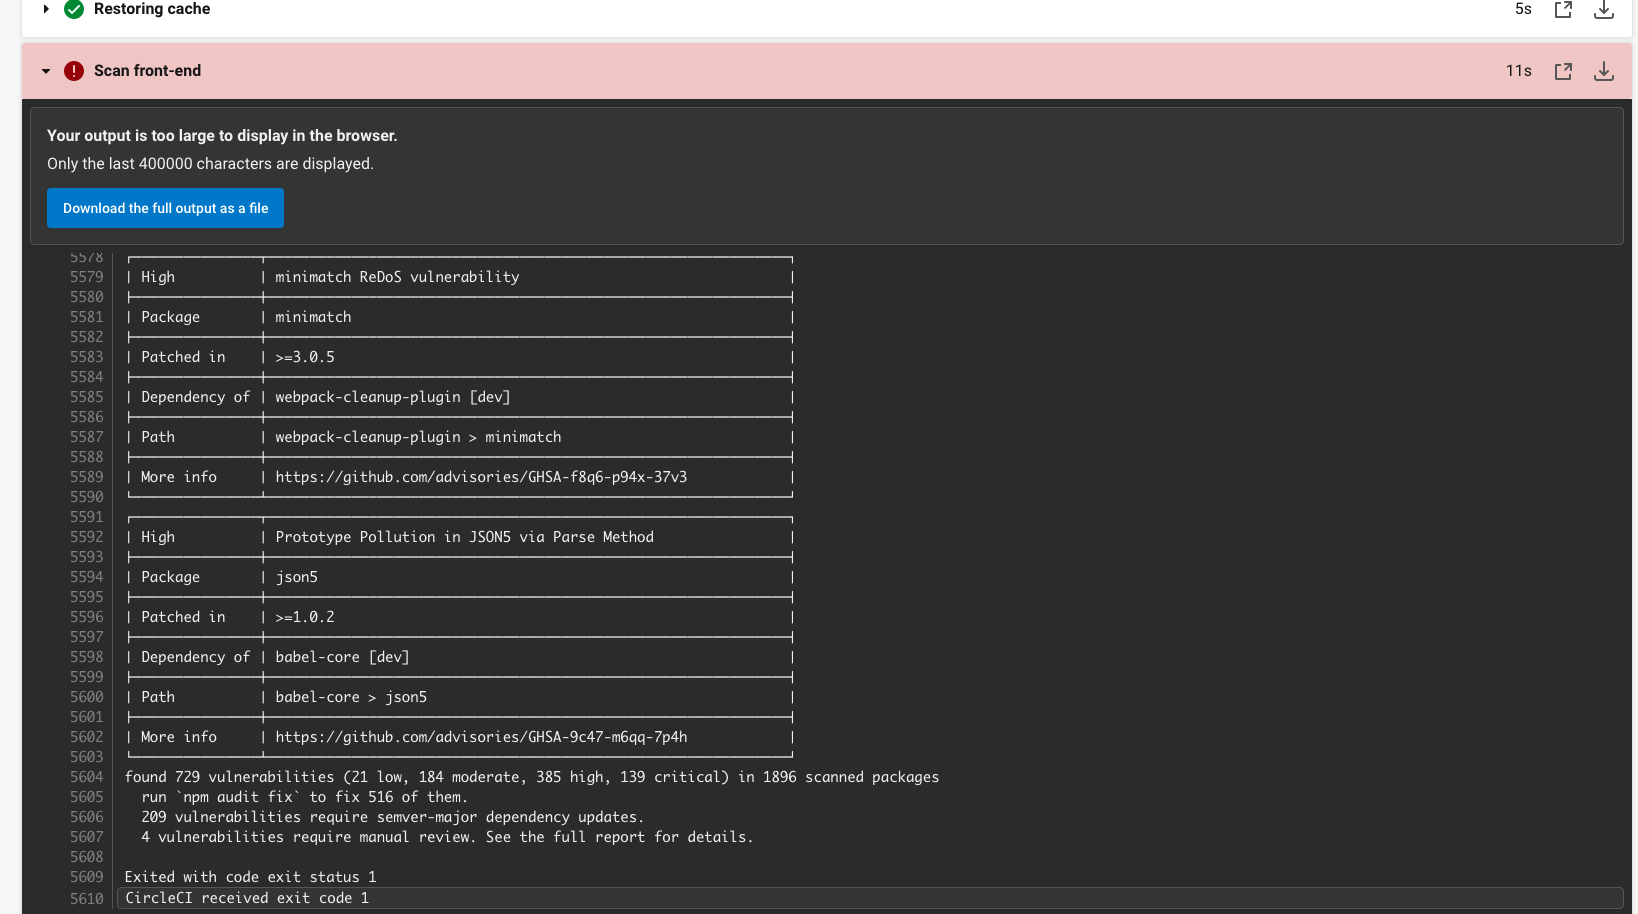 Restoring cache 5s
Scan front-end 11s
Your output is too large to display in the browser.
Only the last 400000 characters are displayed.
Download the full output as a file
5578
5579 | High | minimatch ReDoS vulnerability |
5580
5581 | Package | minimatch |
5582
5583 | Patched in | >=3.0.5 |
5584
5585 | Dependency of | webpack-cleanup-plugin [dev] |
5586
5587 | Path | webpack-cleanup-plugin > minimatch |
5588
5589 | More info | https://github.com/advisories/GHSA-f8q6-p94x-37v3 |
5590
5591
5592 | High | Prototype Pollution in JSON5 via Parse Method |
5593
5594 | Package | json5 |
5595
5596 | Patched in | >=1.0.2 |
5597
5598 | Dependency of | babel-core [dev] |
5599
5600 | Path | babel-core > json5 |
5601
5602 | More info | https://github.com/advisories/GHSA-9c47-m6qq-7p4h |
5603
5604 found 729 vulnerabilities (21 low, 184 moderate, 385 high, 139 critical) in 1896 scanned packages
5605 run `npm audit fix` to fix 516 of them.
5606 209 vulnerabilities require semver-major dependency updates.
5607 4 vulnerabilities require manual review. See the full report for details.
5608
5609 Exited with code exit status 1
5610 CircleCI received exit code 1